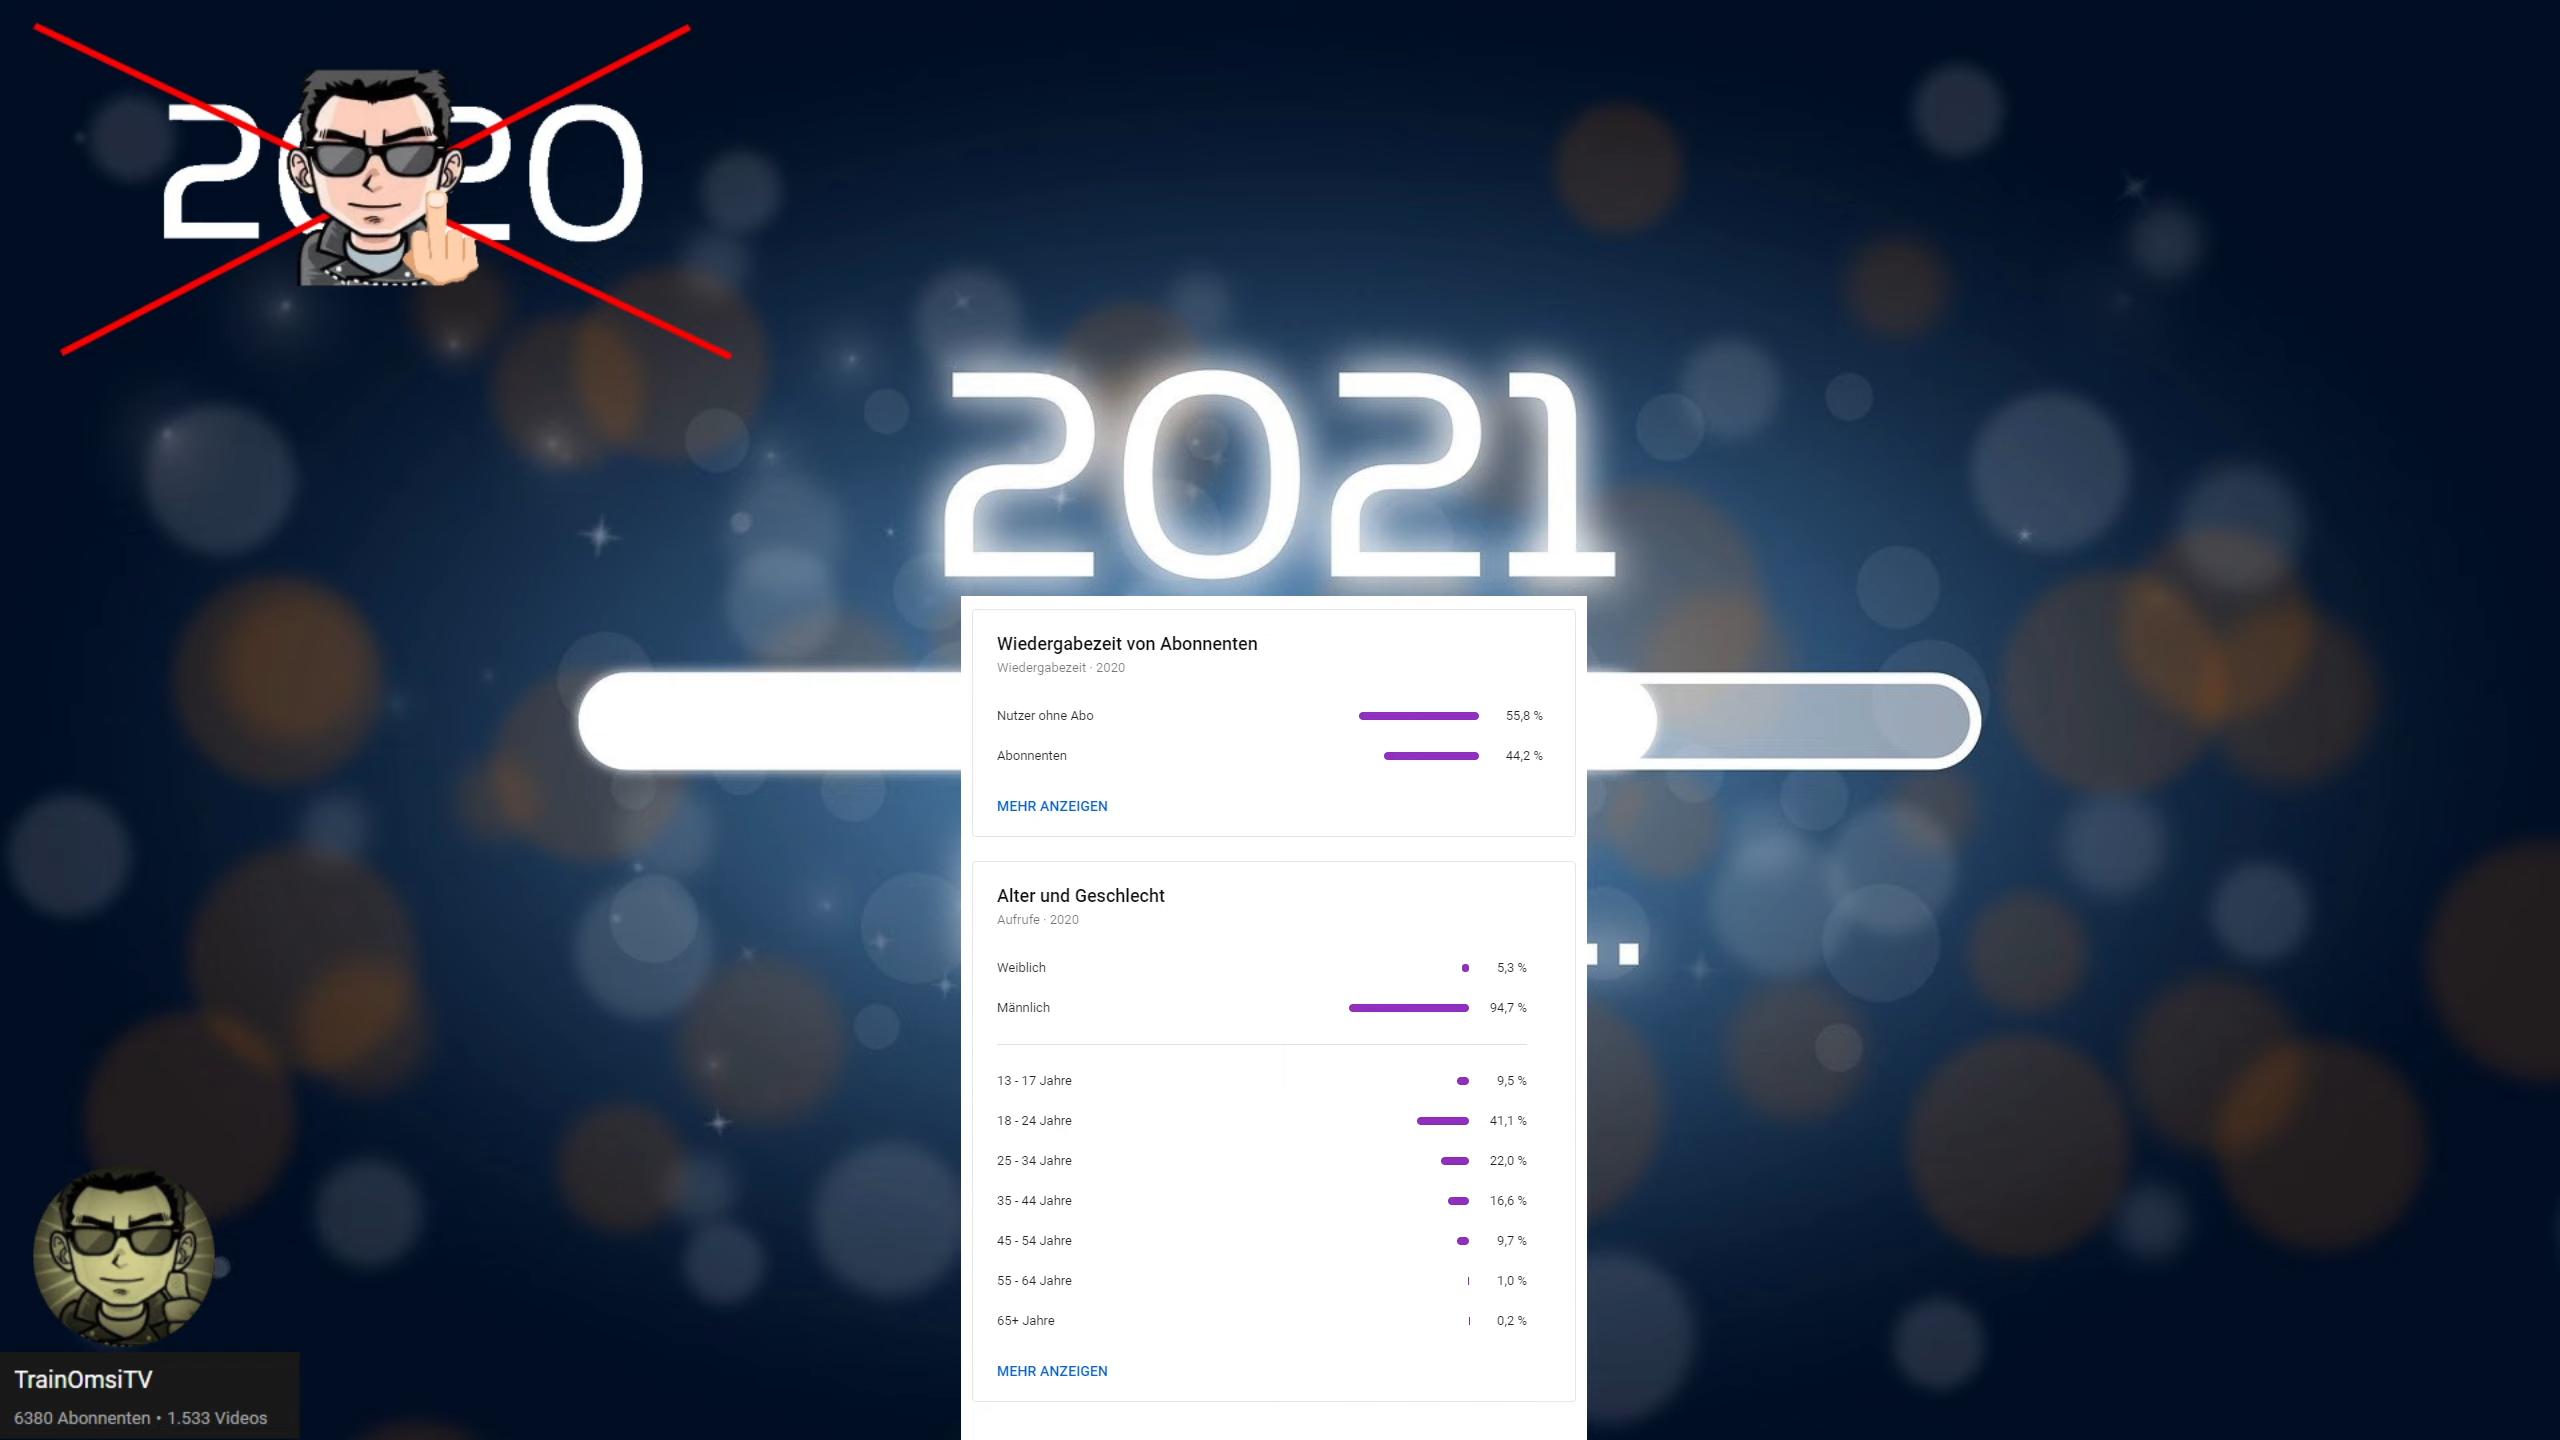 2020
2021
Wiedergabezeit von Abonnenten
Wiedergabezeit · 2020
Nutzer ohne Abo 55,8 %
Abonnenten 44,2 %
MEHR ANZEIGEN
Alter und Geschlecht
Aufrufe · 2020
Weiblich 5,3 %
Männlich 94,7 %
13 - 17 Jahre 9,5 %
18 - 24 Jahre 41,1 %
25 - 34 Jahre 22,0 %
35 - 44 Jahre 16,6 %
45 - 54 Jahre 9,7 %
55 - 64 Jahre 1,0 %
65+ Jahre 0,2 %
MEHR ANZEIGEN
TrainOmsiTV
6380 Abonnenten • 1.533 Videos